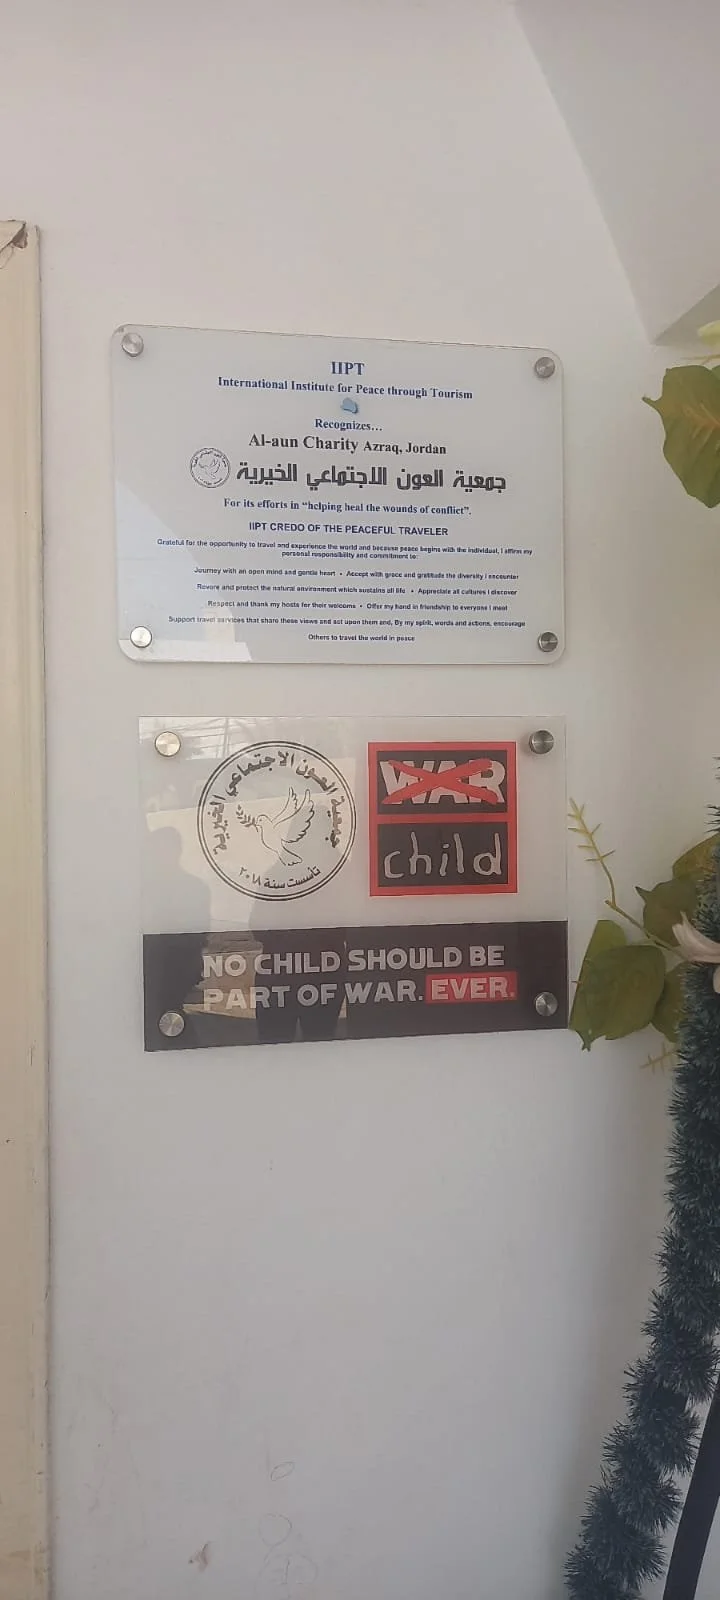 IIPT
International Institute for Peace through Tourism
Recognizes...
Al-aun Charity Azraq, Jordan
جمعية العون الاجتماعي الخيرية
For its efforts in “helping heal the wounds of conflict”.
IIPT CREDO OF THE PEACEFUL TRAVELER
Grateful for the opportunity to travel and experience the world and because peace begins with the individual, I affirm my
personal responsibility and commitment to:
Journey with an open mind and gentle heart • Accept with grace and gratitude the diversity I encounter
Revere and protect the natural environment which sustains all life • Appreciate all cultures I discover
Respect and thank my hosts for their welcome • Offer my hand in friendship to everyone I meet
Support travel services that share these views and act upon them and, By my spirit, words and actions, encourage
Others to travel the world in peace
جمعية العون الاجتماعي الخيرية
تأسست سنة ٢٠١٨
WAR
child
NO CHILD SHOULD BE
PART OF WAR. EVER.